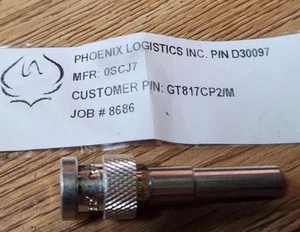 PHOENIX LOGISTICS INC. P/N D30097
MFR: 0SCJ7
CUSTOMER P/N: GT817CP2/M
JOB # 8686